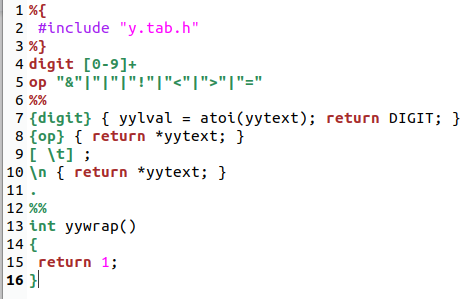 1 %{
2  #include "y.tab.h"
3 %}
4 digit [0-9]+
5 op "&"|"|"|"!"|"<"|">"|"="
6 %%
7 {digit} { yylval = atoi(yytext); return DIGIT; }
8 {op} { return *yytext; }
9 [ \t] ;
10 \n { return *yytext; }
11 .
12 %%
13 int yywrap()
14 {
15  return 1;
16 }